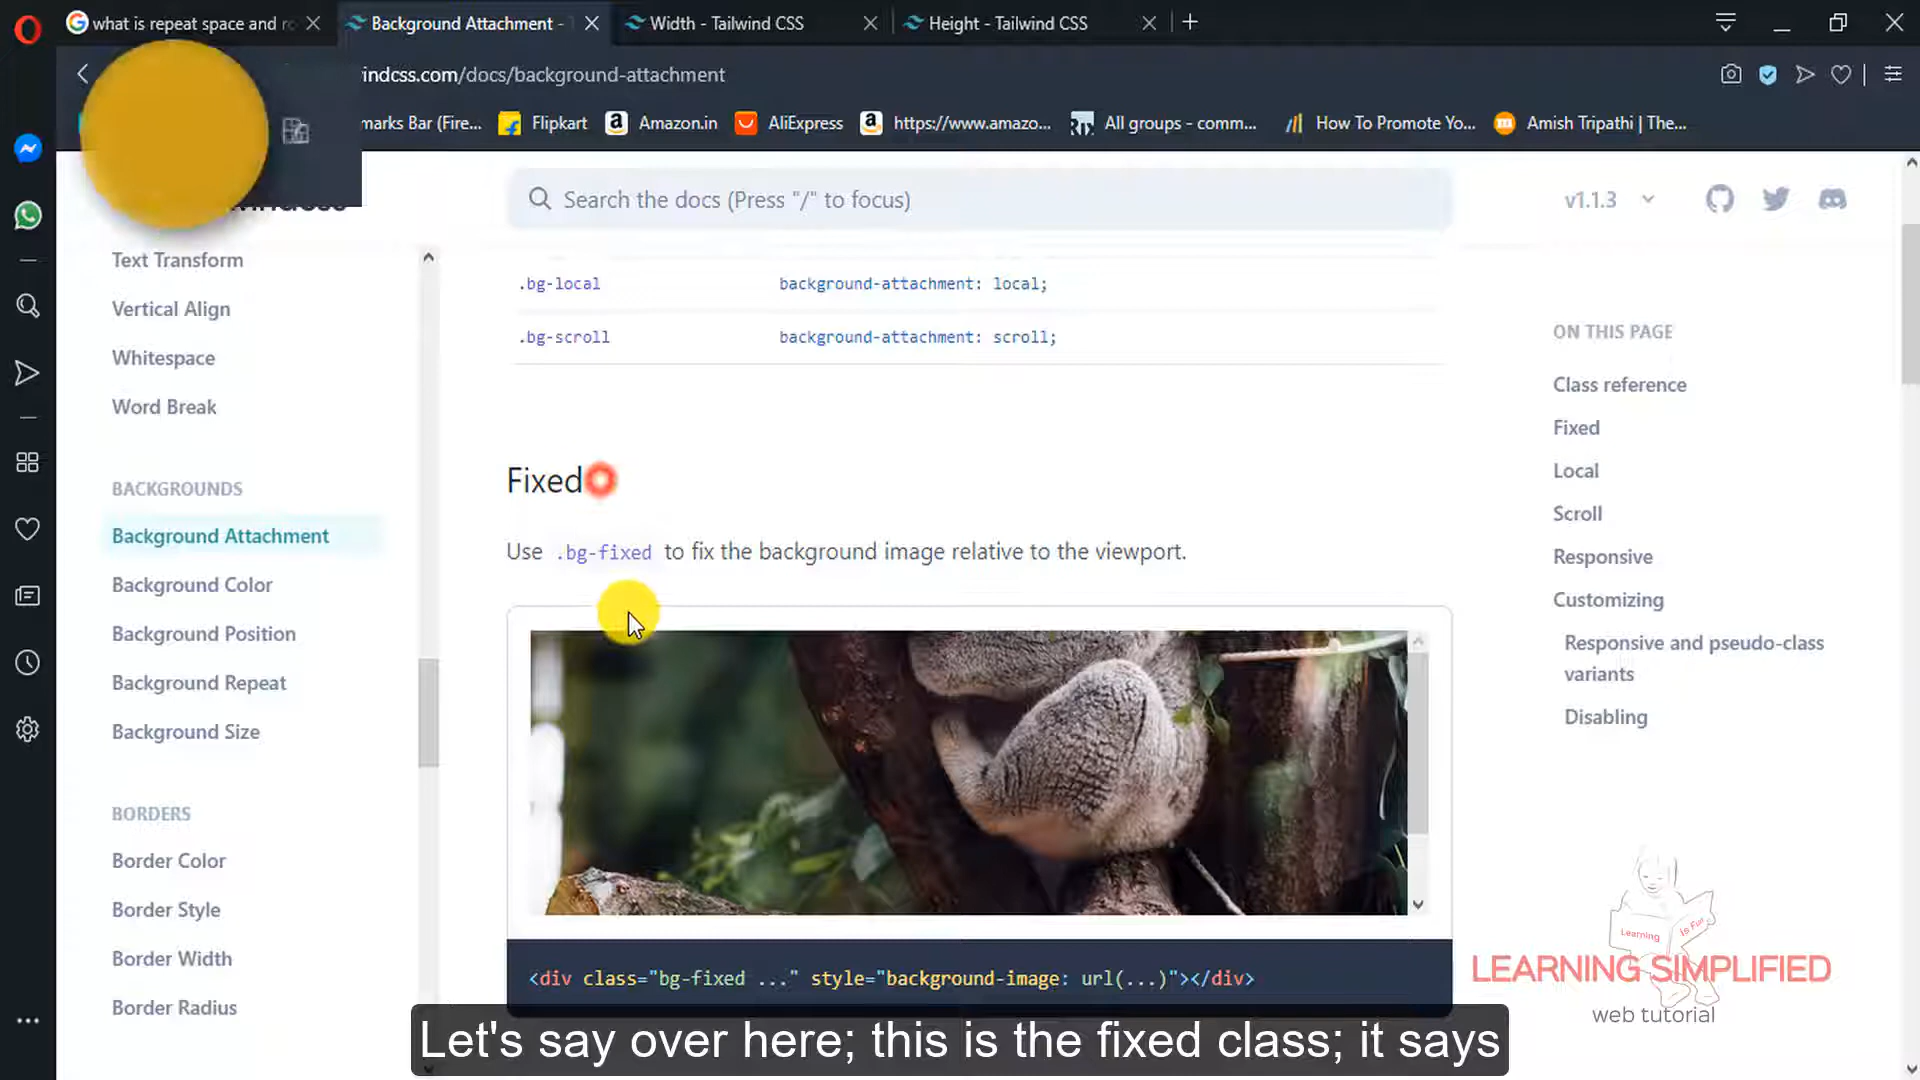 what is repeat space and ro
Background Attachment -
Width - Tailwind CSS
Height - Tailwind CSS
indcss.com/docs/background-attachment
marks Bar (Fire...
Flipkart
Amazon.in
AliExpress
https://www.amazo...
All groups - comm...
How To Promote Yo...
Amish Tripathi | The...
Search the docs (Press "/" to focus)
v1.1.3
Text Transform
Vertical Align
Whitespace
Word Break
BACKGROUNDS
Background Attachment
Background Color
Background Position
Background Repeat
Background Size
BORDERS
Border Color
Border Style
Border Width
Border Radius
.bg-local background-attachment: local;
.bg-scroll background-attachment: scroll;
Fixed
Use .bg-fixed to fix the background image relative to the viewport.
<div class="bg-fixed ..." style="background-image: url(...)"></div>
ON THIS PAGE
Class reference
Fixed
Local
Scroll
Responsive
Customizing
Responsive and pseudo-class
variants
Disabling
Learning is Fun
LEARNING SIMPLIFIED
web tutorial
Let's say over here; this is the fixed class; it says